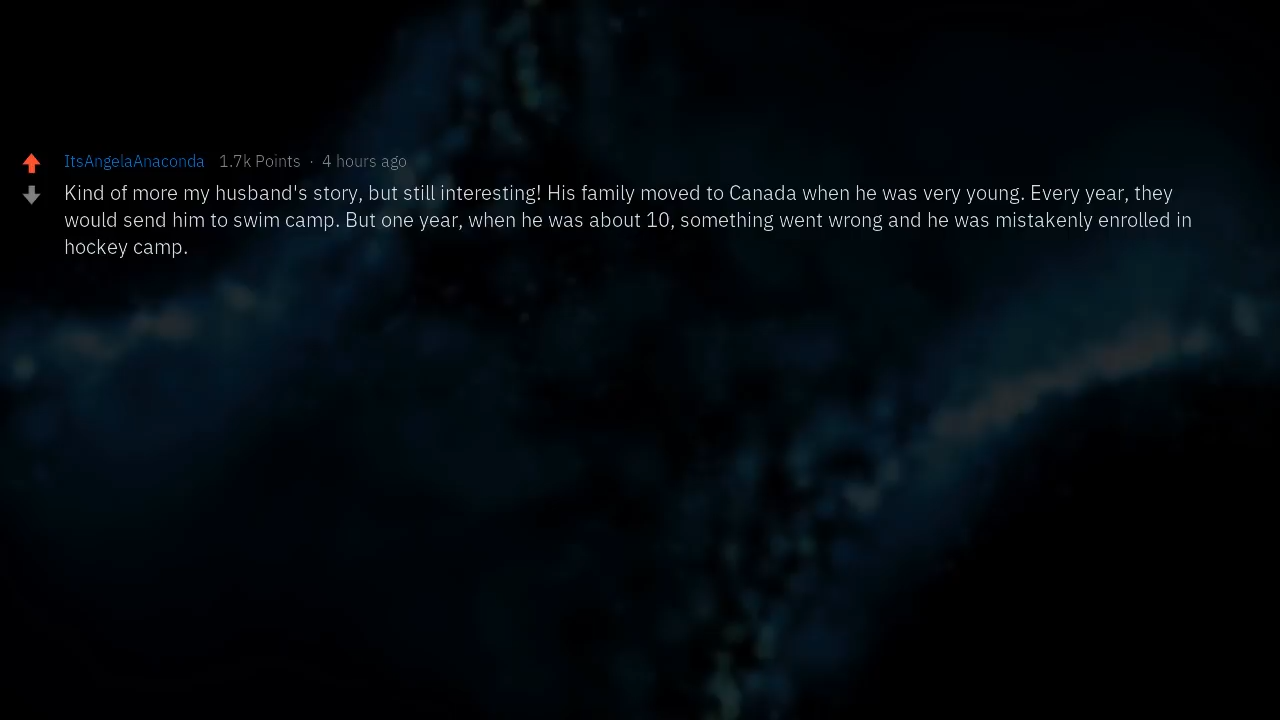 ItsAngelaAnaconda 1.7k Points · 4 hours ago
Kind of more my husband's story, but still interesting! His family moved to Canada when he was very young. Every year, they
would send him to swim camp. But one year, when he was about 10, something went wrong and he was mistakenly enrolled in
hockey camp.